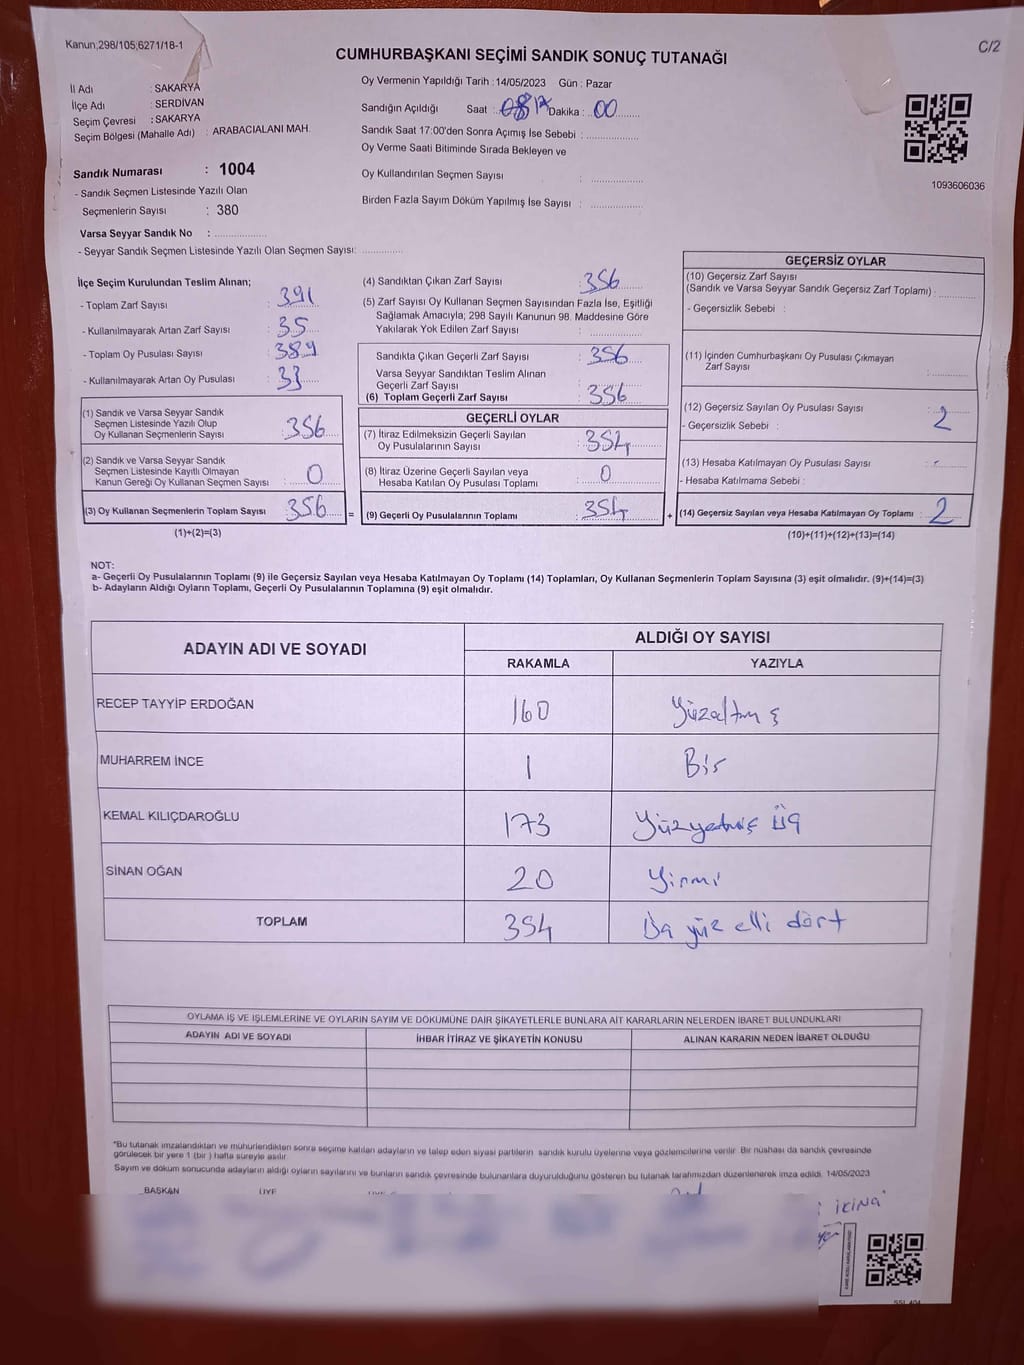 Kanun;298/105;6271/18-1
C/2
CUMHURBAŞKANI SEÇİMİ SANDIK SONUÇ TUTANAĞI
İl Adı : SAKARYA
İlçe Adı : SERDİVAN
Seçim Çevresi : SAKARYA
Seçim Bölgesi (Mahalle Adı) : ARABACIALANI MAH.
Sandık Numarası : 1004
- Sandık Seçmen Listesinde Yazılı Olan
Seçmenlerin Sayısı : 380
Varsa Seyyar Sandık No :
- Seyyar Sandık Seçmen Listesinde Yazılı Olan Seçmen Sayısı:
Oy Vermenin Yapıldığı Tarih : 14/05/2023 Gün : Pazar
Sandığın Açıldığı Saat : 17 Dakika : 00
Sandık Saat 17:00'den Sonra Açımış İse Sebebi :
Oy Verme Saati Bitiminde Sırada Bekleyen ve
Oy Kullandırılan Seçmen Sayısı :
Birden Fazla Sayım Döküm Yapılmış İse Sayısı :
1093606036
İlçe Seçim Kurulundan Teslim Alınan;
- Toplam Zarf Sayısı : 391
- Kullanılmayarak Artan Zarf Sayısı : 35
- Toplam Oy Pusulası Sayısı : 389
- Kullanılmayarak Artan Oy Pusulası : 33
(1) Sandık ve Varsa Seyyar Sandık
Seçmen Listesinde Yazılı Olup
Oy Kullanan Seçmenlerin Sayısı : 356
(2) Sandık ve Varsa Seyyar Sandık
Seçmen Listesinde Kayıtlı Olmayan
Kanun Gereği Oy Kullanan Seçmen Sayısı : 0
(3) Oy Kullanan Seçmenlerin Toplam Sayısı : 356
(1)+(2)=(3)
(4) Sandıktan Çıkan Zarf Sayısı : 356
(5) Zarf Sayısı Oy Kullanan Seçmen Sayısından Fazla İse, Eşitliği
Sağlamak Amacıyla; 298 Sayılı Kanunun 98. Maddesine Göre
Yakılarak Yok Edilen Zarf Sayısı :
Sandıkta Çıkan Geçerli Zarf Sayısı : 356
Varsa Seyyar Sandıktan Teslim Alınan
Geçerli Zarf Sayısı :
(6) Toplam Geçerli Zarf Sayısı : 356
GEÇERLİ OYLAR
(7) İtiraz Edilmeksizin Geçerli Sayılan
Oy Pusulalarının Sayısı : 354
(8) İtiraz Üzerine Geçerli Sayılan veya
Hesaba Katılan Oy Pusulası Toplamı : 0
= (9) Geçerli Oy Pusulalarının Toplamı : 354
GEÇERSİZ OYLAR
(10) Geçersiz Zarf Sayısı
(Sandık ve Varsa Seyyar Sandık Geçersiz Zarf Toplamı) :
- Geçersizlik Sebebi :
(11) İçinden Cumhurbaşkanı Oy Pusulası Çıkmayan
Zarf Sayısı :
(12) Geçersiz Sayılan Oy Pusulası Sayısı : 2
- Geçersizlik Sebebi :
(13) Hesaba Katılmayan Oy Pusulası Sayısı : -
- Hesaba Katılmama Sebebi :
+ (14) Geçersiz Sayılan veya Hesaba Katılmayan Oy Toplamı : 2
(10)+(11)+(12)+(13)=(14)
NOT:
a- Geçerli Oy Pusulalarının Toplamı (9) ile Geçersiz Sayılan veya Hesaba Katılmayan Oy Toplamı (14) Toplamları, Oy Kullanan Seçmenlerin Toplam Sayısına (3) eşit olmalıdır. (9)+(14)=(3)
b- Adayların Aldığı Oyların Toplamı, Geçerli Oy Pusulalarının Toplamına (9) eşit olmalıdır.
ADAYIN ADI VE SOYADI
ALDIĞI OY SAYISI
RAKAMLA YAZIYLA
RECEP TAYYİP ERDOĞAN 160 Yüzaltmış
MUHARREM İNCE 1 Bir
KEMAL KILIÇDAROĞLU 173 Yüzyetmiş Üç
SİNAN OĞAN 20 Yirmi
TOPLAM 354 yüz elli dört
OYLAMA İŞ VE İŞLEMLERİNE VE OYLARIN SAYIM VE DÖKÜMÜNE DAİR ŞİKAYETLERLE BUNLARA AİT KARARLARIN NELERDEN İBARET BULUNDUKLARI
ADAYIN ADI VE SOYADI İHBAR İTİRAZ VE ŞİKAYETİN KONUSU ALINAN KARARIN NEDEN İBARET OLDUĞU
*Bu tutanak imzalandıktan ve mühürlendikten sonra seçime katılan adayların ve talep eden siyasi partilerin sandık kurulu üyelerine veya gözlemcilerine verilir. Bir nüshası da sandık çevresinde
görülecek bir yere 1 (bir ) hafta süreyle asılır.
Sayım ve döküm sonucunda adayların aldığı oyların sayılarını ve bunların sandık çevresinde bulunanlara duyurulduğunu gösteren bu tutanak tarafımızdan düzenlenerek imza edildi. 14/05/2023
BAŞKAN ÜYE